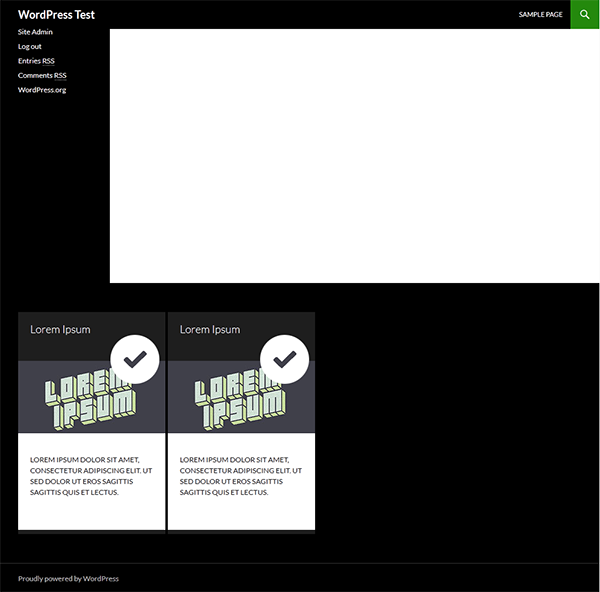 WordPress Test
SAMPLE PAGE
Site Admin
Log out
Entries RSS
Comments RSS
WordPress.org
Lorem Ipsum
LOREM
IPSUM
LOREM IPSUM DOLOR SIT AMET,
CONSECTETUR ADIPISCING ELIT. UT
SED DOLOR UT EROS SAGITTIS
SAGITTIS QUIS ET LECTUS.
Lorem Ipsum
LOREM
IPSUM
LOREM IPSUM DOLOR SIT AMET,
CONSECTETUR ADIPISCING ELIT. UT
SED DOLOR UT EROS SAGITTIS
SAGITTIS QUIS ET LECTUS.
Proudly powered by WordPress